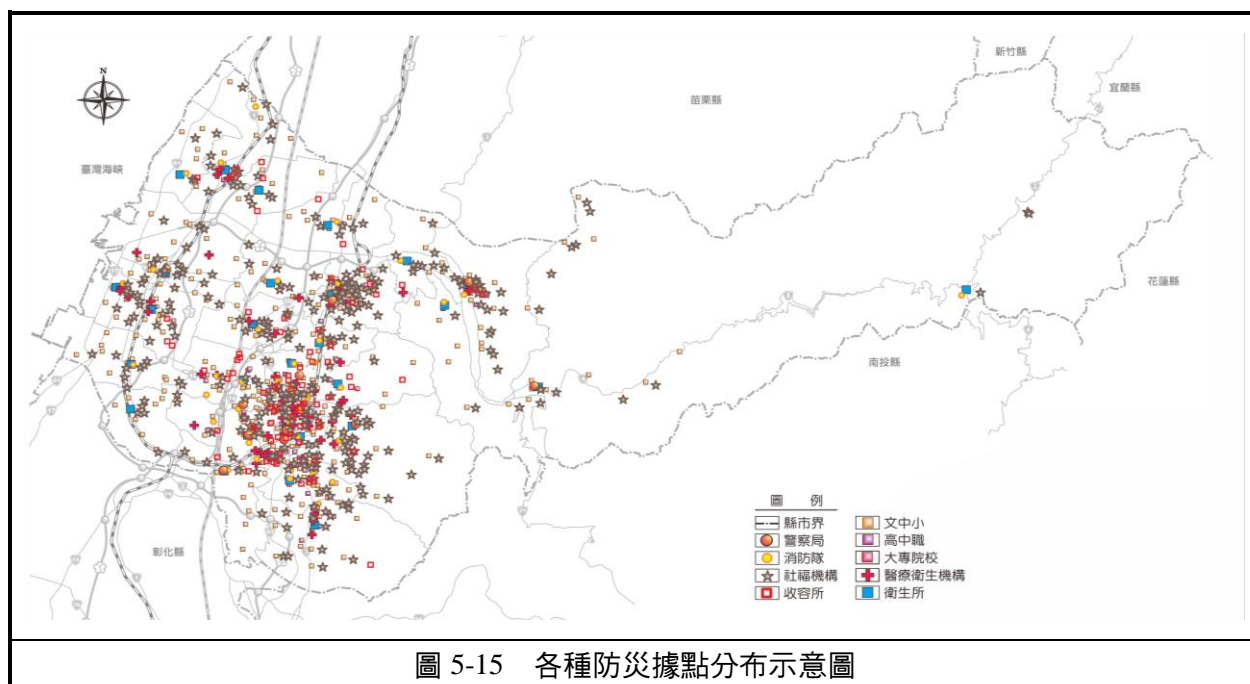 新竹縣
宜蘭縣
苗栗縣
N
臺灣海峽
花蓮縣
南投縣
彰化縣
圖 例
縣市界
文中小
警察局
高中職
消防隊
大專院校
社福機構
醫療衛生機構
收容所
衛生所
圖 5-15 各種防災據點分布示意圖